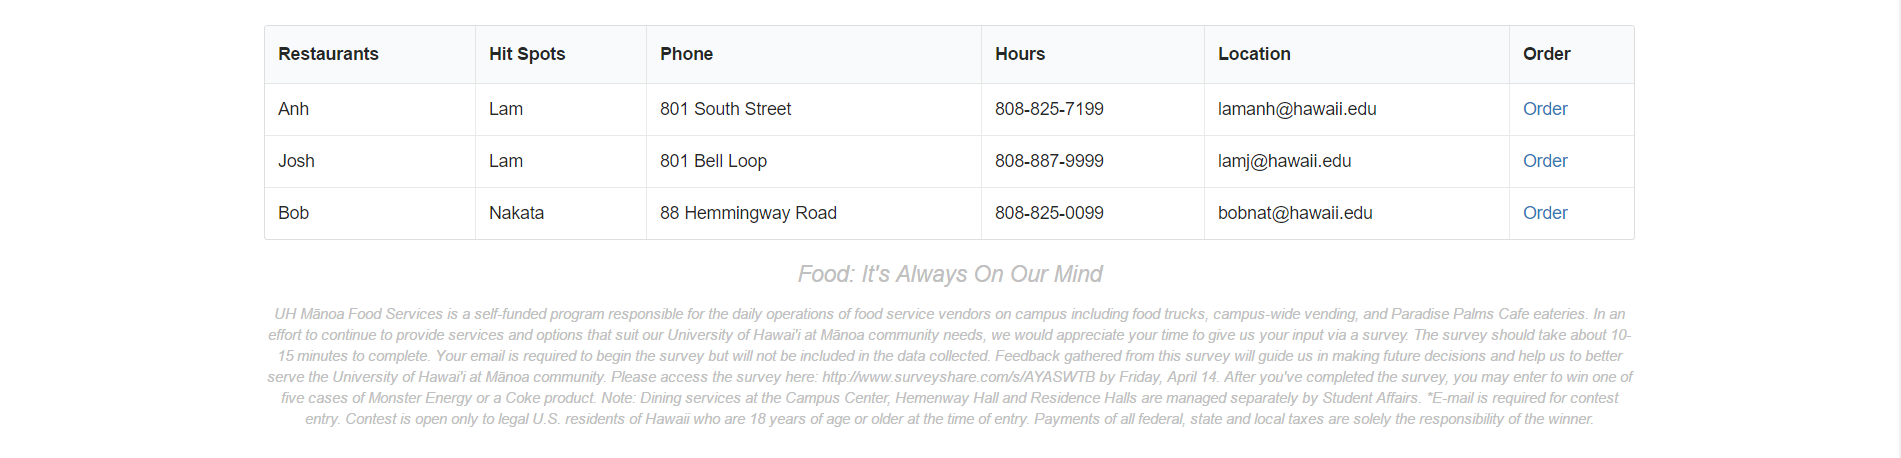 Restaurants Hit Spots Phone Hours Location Order
Anh Lam 801 South Street 808-825-7199 lamanh@hawaii.edu Order
Josh Lam 801 Bell Loop 808-887-9999 lamj@hawaii.edu Order
Bob Nakata 88 Hemmingway Road 808-825-0099 bobnat@hawaii.edu Order
Food: It's Always On Our Mind
UH Mānoa Food Services is a self-funded program responsible for the daily operations of food service vendors on campus including food trucks, campus-wide vending, and Paradise Palms Cafe eateries. In an
effort to continue to provide services and options that suit our University of Hawai'i at Mānoa community needs, we would appreciate your time to give us your input via a survey. The survey should take about 10-
15 minutes to complete. Your email is required to begin the survey but will not be included in the data collected. Feedback gathered from this survey will guide us in making future decisions and help us to better
serve the University of Hawai'i at Mānoa community. Please access the survey here: http://www.surveyshare.com/s/AYASWTB by Friday, April 14. After you've completed the survey, you may enter to win one of
five cases of Monster Energy or a Coke product. Note: Dining services at the Campus Center, Hemenway Hall and Residence Halls are managed separately by Student Affairs. *E-mail is required for contest
entry. Contest is open only to legal U.S. residents of Hawaii who are 18 years of age or older at the time of entry. Payments of all federal, state and local taxes are solely the responsibility of the winner.